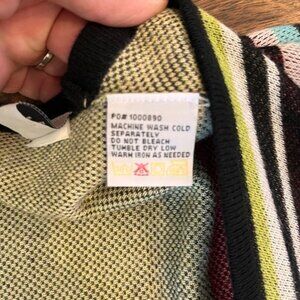 PO# 1000890
MACHINE WASH COLD
SEPARATELY
DO NOT BLEACH
TUMBLE DRY LOW
WARM IRON AS NEEDED